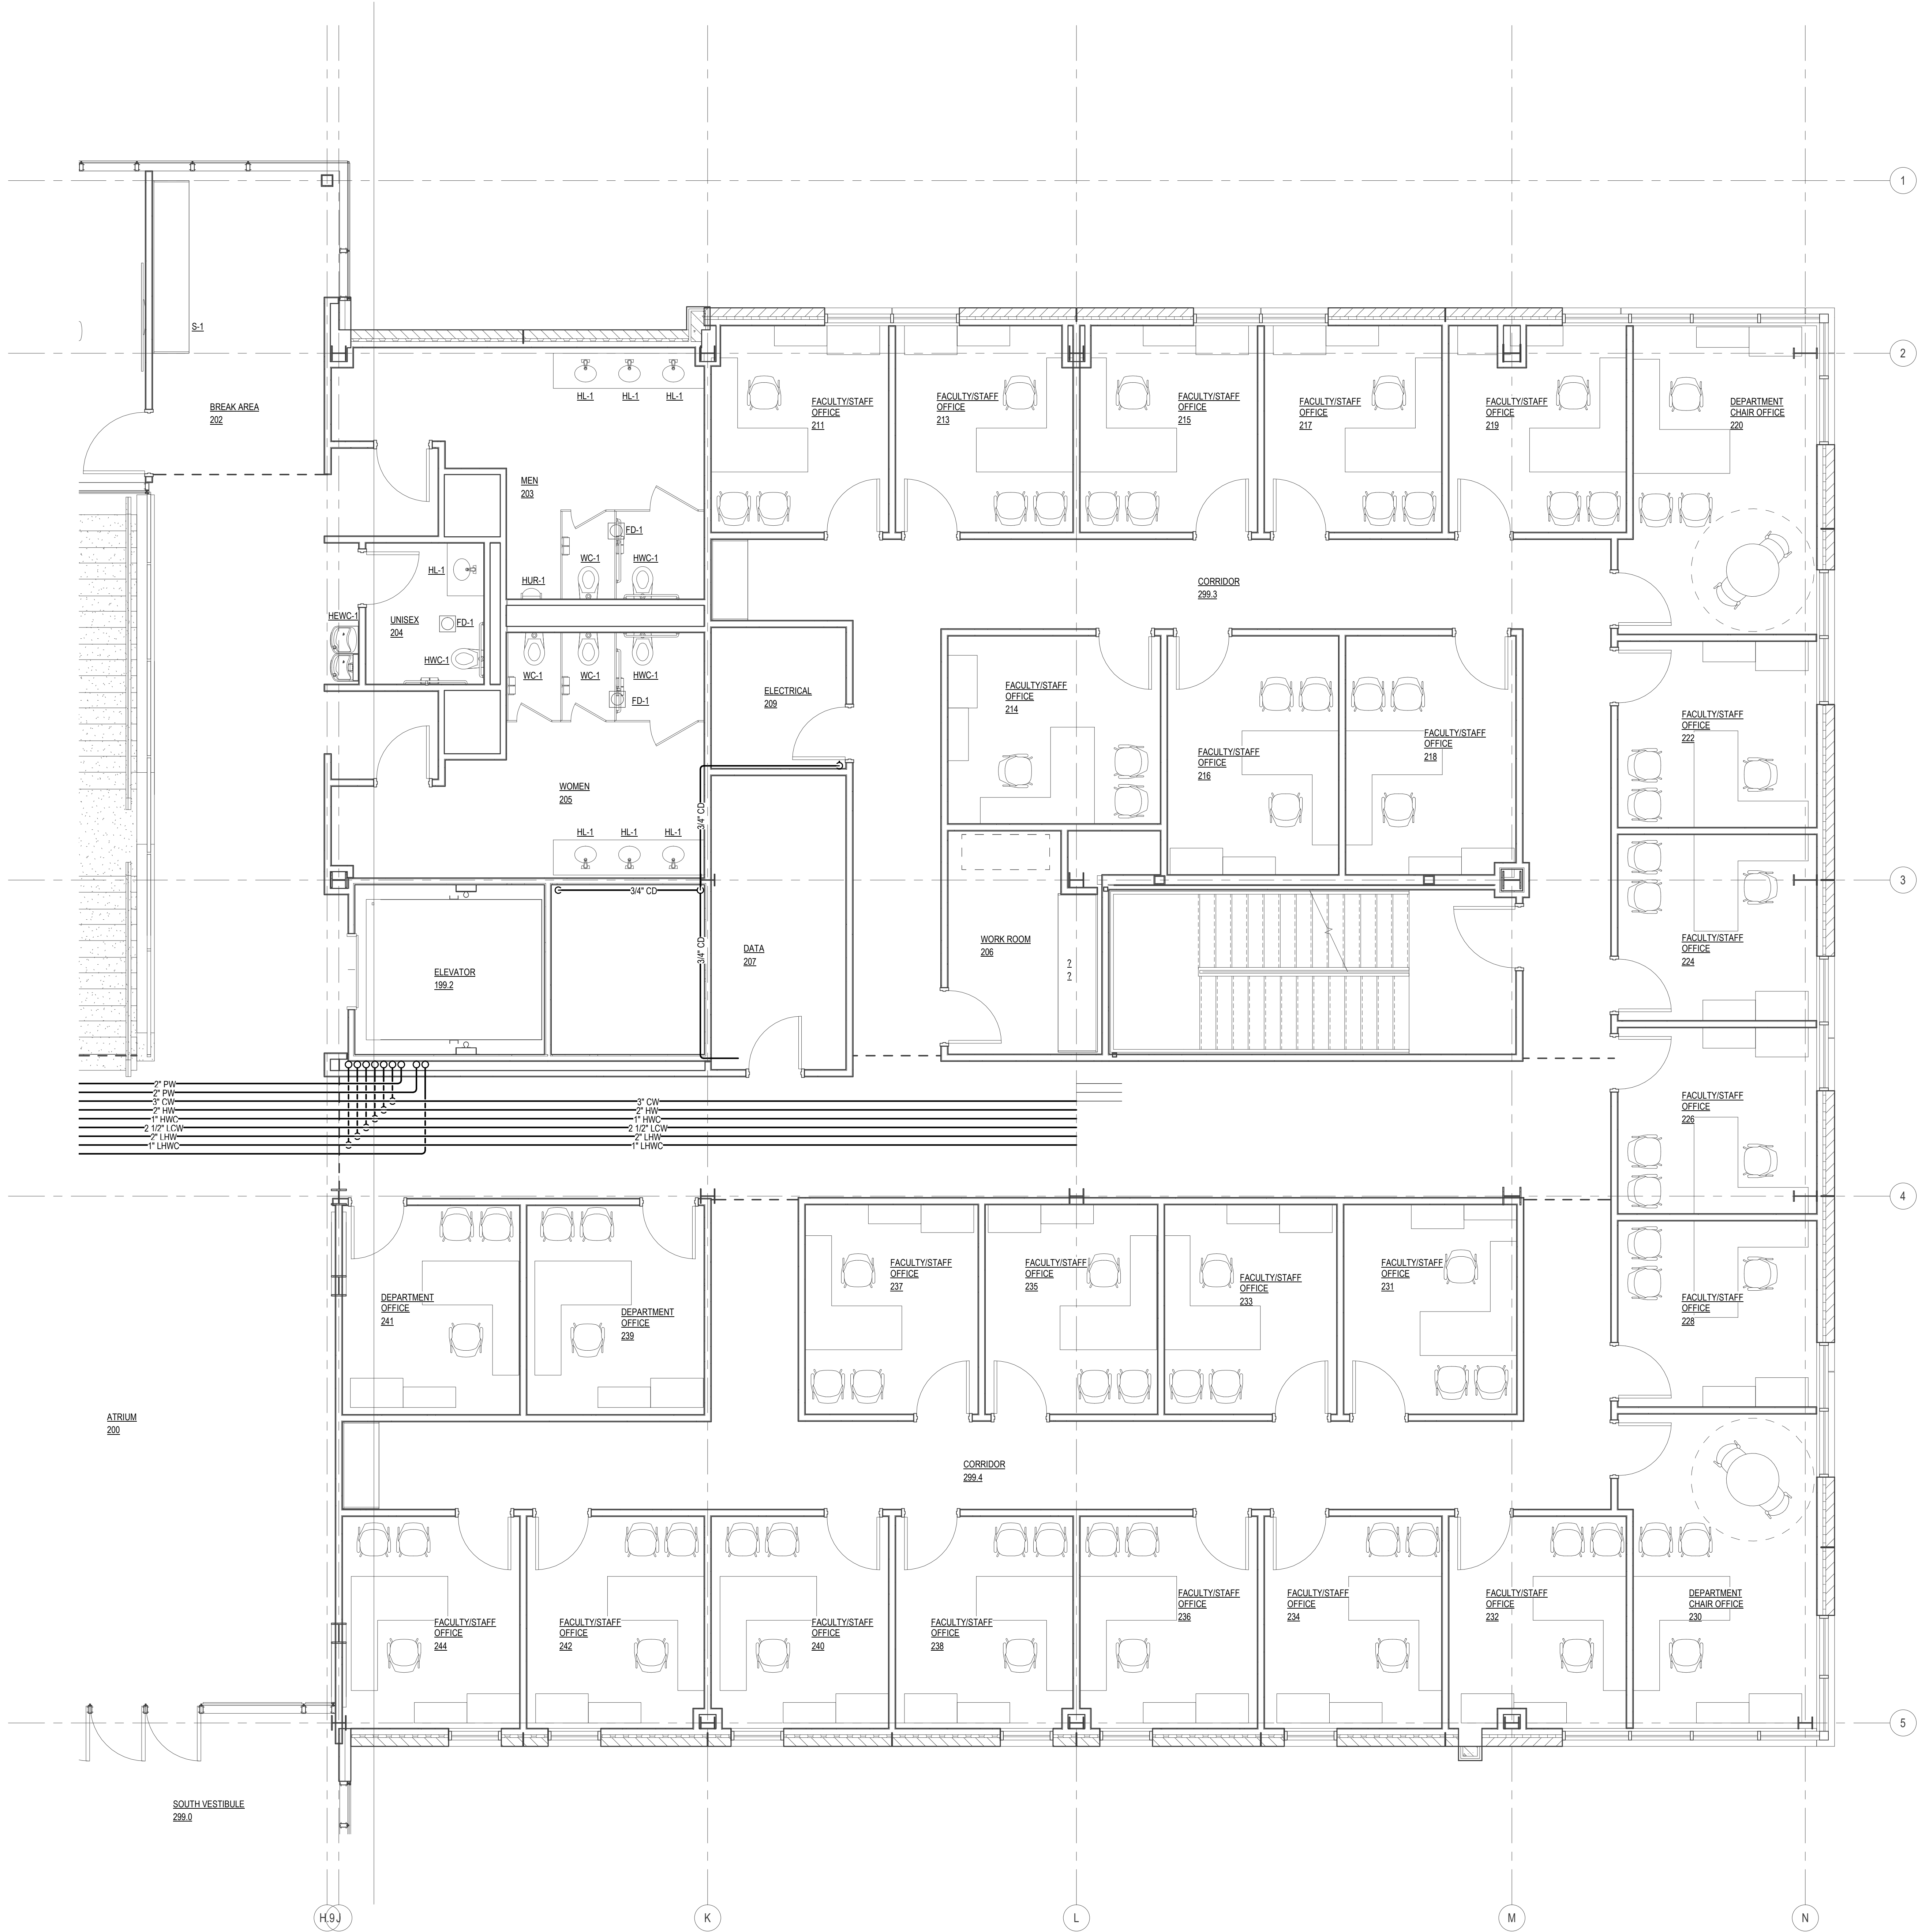 1
S-1
2
BREAK AREA
202
HL-1
HL-1
HL-1
FACULTY/STAFF
OFFICE
211
FACULTY/STAFF
OFFICE
213
FACULTY/STAFF
OFFICE
215
FACULTY/STAFF
OFFICE
217
FACULTY/STAFF
OFFICE
219
DEPARTMENT
CHAIR OFFICE
220
MEN
203
FD-1
WC-1
HWC-1
HUR-1
HL-1
HEWC-1
UNISEX
204
FD-1
HWC-1
CORRIDOR
299.3
WC-1
WC-1
HWC-1
FD-1
ELECTRICAL
209
FACULTY/STAFF
OFFICE
214
FACULTY/STAFF
OFFICE
216
FACULTY/STAFF
OFFICE
218
FACULTY/STAFF
OFFICE
222
WOMEN
205
3/4" CD
HL-1
HL-1
HL-1
3
3/4" CD
3/4" CD
ELEVATOR
199.2
DATA
207
WORK ROOM
206
?
?
FACULTY/STAFF
OFFICE
224
2" PW
2" PW
3" CW
2" HW
1" HWC
2 1/2" LCW
2" LHW
1" LHWC
3" CW
2" HW
1" HWC
2 1/2" LCW
2" LHW
1" LHWC
FACULTY/STAFF
OFFICE
226
4
DEPARTMENT
OFFICE
241
DEPARTMENT
OFFICE
239
FACULTY/STAFF
OFFICE
237
FACULTY/STAFF
OFFICE
235
FACULTY/STAFF
OFFICE
233
FACULTY/STAFF
OFFICE
231
FACULTY/STAFF
OFFICE
228
ATRIUM
200
CORRIDOR
299.4
FACULTY/STAFF
OFFICE
244
FACULTY/STAFF
OFFICE
242
FACULTY/STAFF
OFFICE
240
FACULTY/STAFF
OFFICE
238
FACULTY/STAFF
OFFICE
236
FACULTY/STAFF
OFFICE
234
FACULTY/STAFF
OFFICE
232
DEPARTMENT
CHAIR OFFICE
230
5
SOUTH VESTIBULE
299.0
H.9
J
K
L
M
N